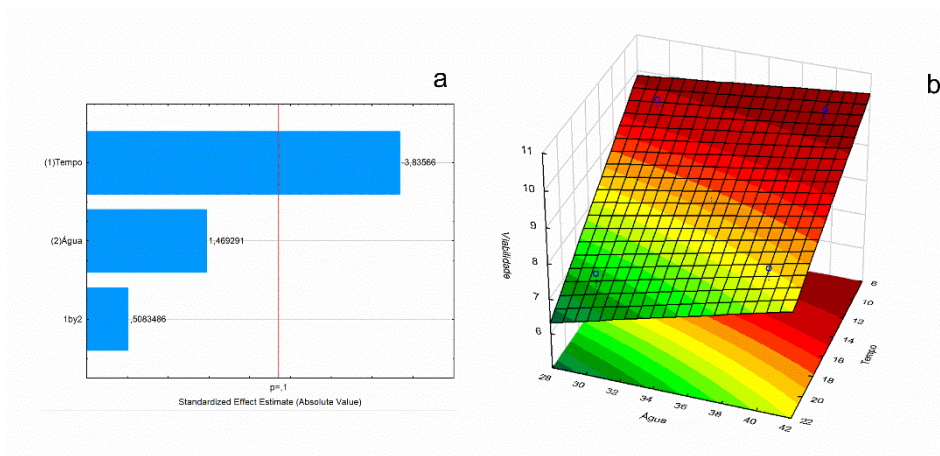 a
(1)Tempo
-3,83566
(2)Água
1,469291
1by2
,5083486
p=,1
Standardized Effect Estimate (Absolute Value)
b
11
10
9
8
7
6
Viabilidade
28
30
32
34
36
38
40
42
Água
6
10
12
14
16
18
20
22
Tempo